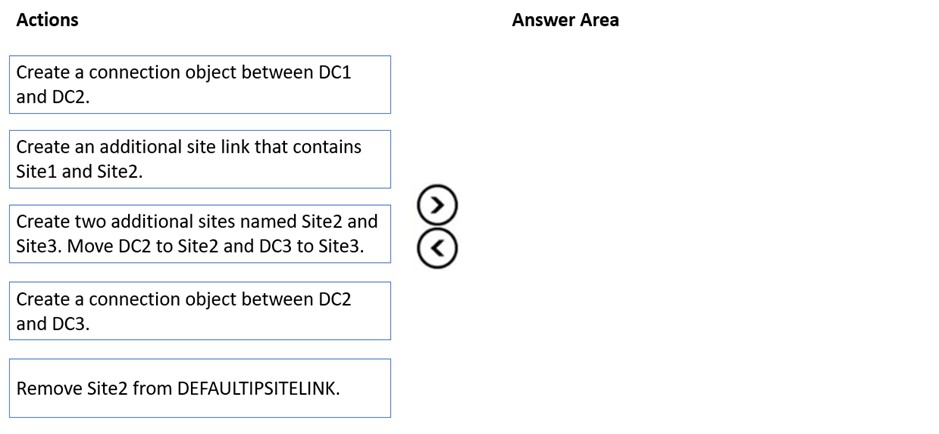 Actions
Answer Area
Create a connection object between DC1
and DC2.
Create an additional site link that contains
Site1 and Site2.
Create two additional sites named Site2 and
Site3. Move DC2 to Site2 and DC3 to Site3.
Create a connection object between DC2
and DC3.
Remove Site2 from DEFAULTIPSITELINK.